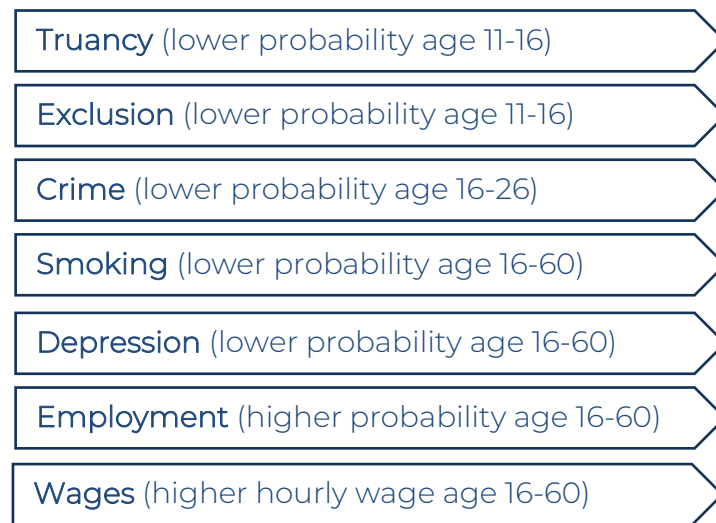 Truancy (lower probability age 11-16)
Exclusion (lower probability age 11-16)
Crime (lower probability age 16-26)
Smoking (lower probability age 16-60)
Depression (lower probability age 16-60)
Employment (higher probability age 16-60)
Wages (higher hourly wage age 16-60)